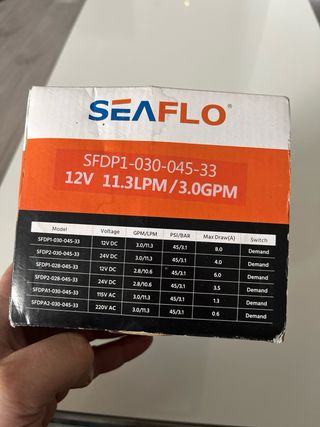 SEAFLO®
SFDP1-030-045-33
12V 11.3LPM/3.0GPM
Model Voltage GPM/LPM PSI/BAR Max Draw(A) Switch
SFDP1-030-045-33 12V DC 3.0/11.3 45/3.1 8.0 Demand
SFDP2-030-045-33 24V DC 3.0/11.3 45/3.1 4.0 Demand
SFDP1-028-045-33 12V DC 2.8/10.6 45/3.1 6.0 Demand
SFDP2-028-045-33 24V DC 2.8/10.6 45/3.1 3.5 Demand
SFDPA1-030-045-33 115V AC 3.0/11.3 45/3.1 1.3 Demand
SFDPA2-030-045-33 220V AC 3.0/11.3 45/3.1 0.6 Demand